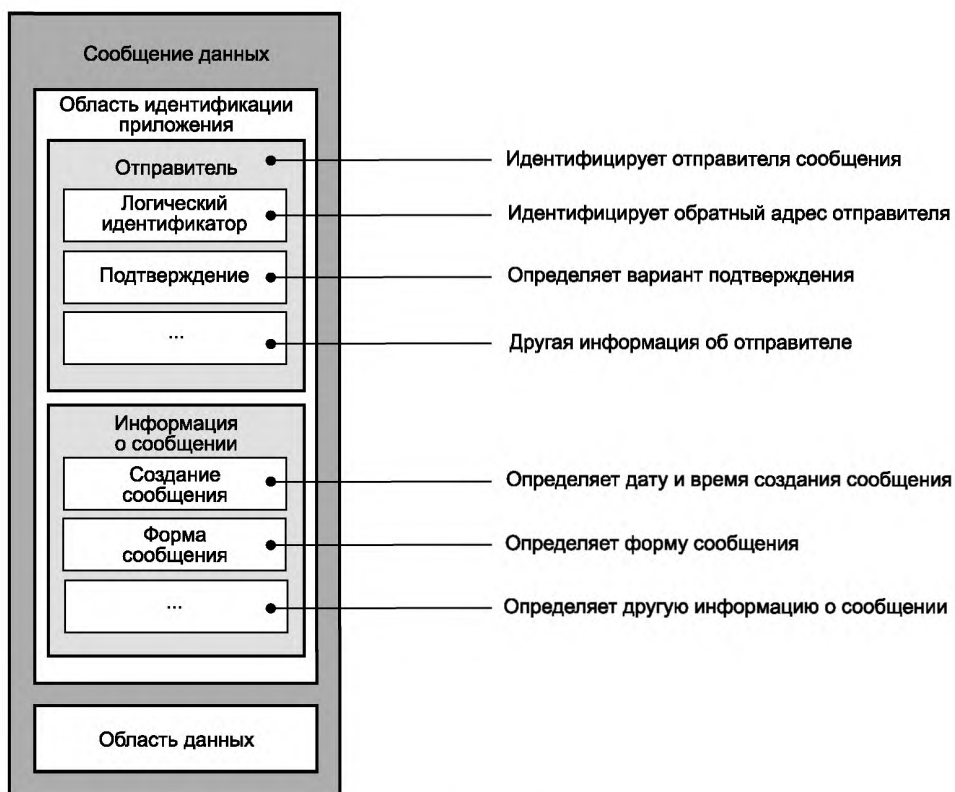 Сообщение данных
Область идентификации
приложения
Отправитель
Идентифицирует отправителя сообщения
Логический
идентификатор
Идентифицирует обратный адрес отправителя
Подтверждение
Определяет вариант подтверждения
...
Другая информация об отправителе
Информация
о сообщении
Создание
сообщения
Определяет дату и время создания сообщения
Форма
сообщения
Определяет форму сообщения
...
Определяет другую информацию о сообщении
Область данных